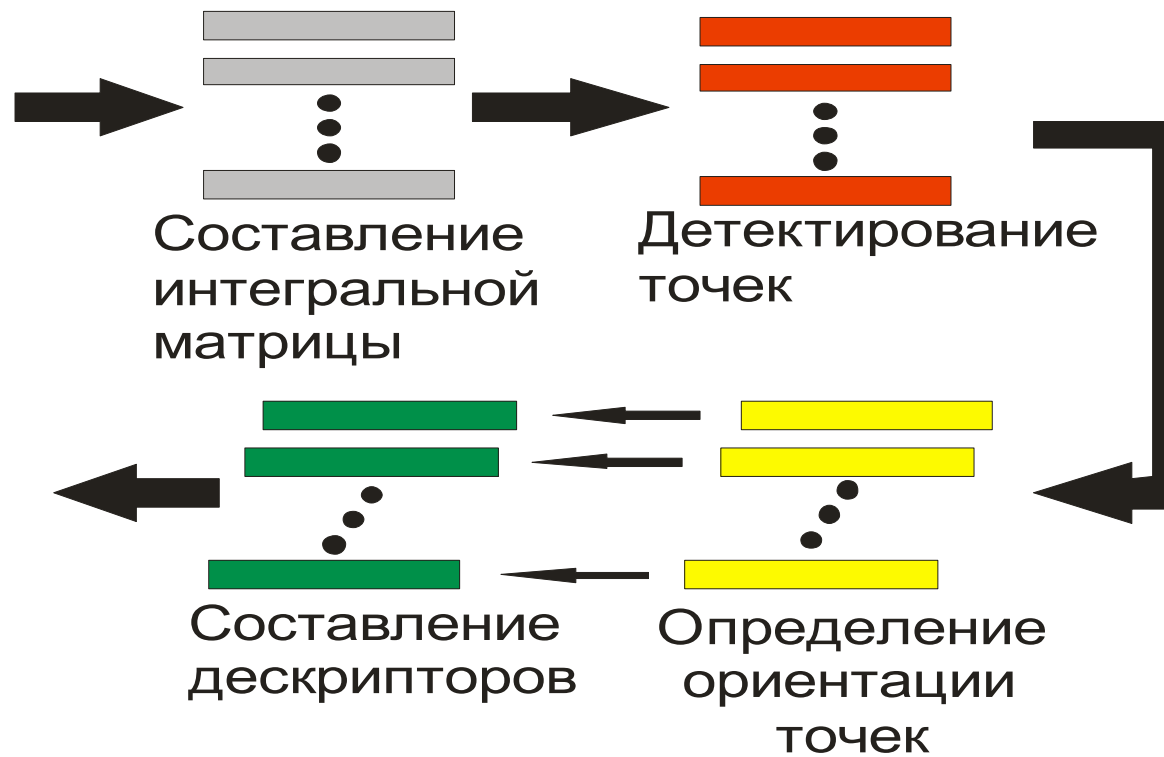 Составление
интегральной
матрицы
Детектирование
точек
Составление
дескрипторов
Определение
ориентации
точек